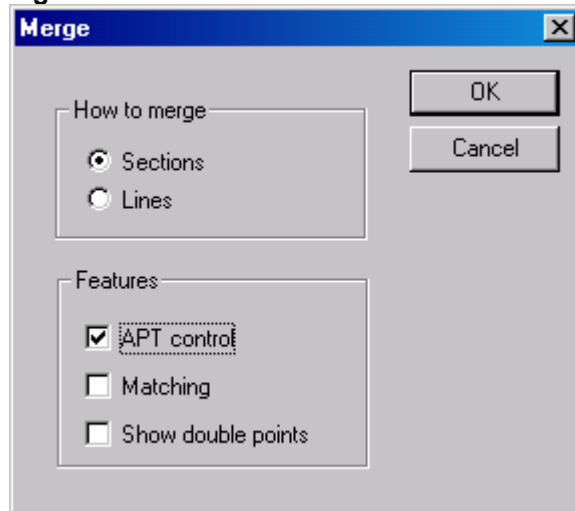 Merge
OK
How to merge
Cancel
Sections
Lines
Features
APT control
Matching
Show double points